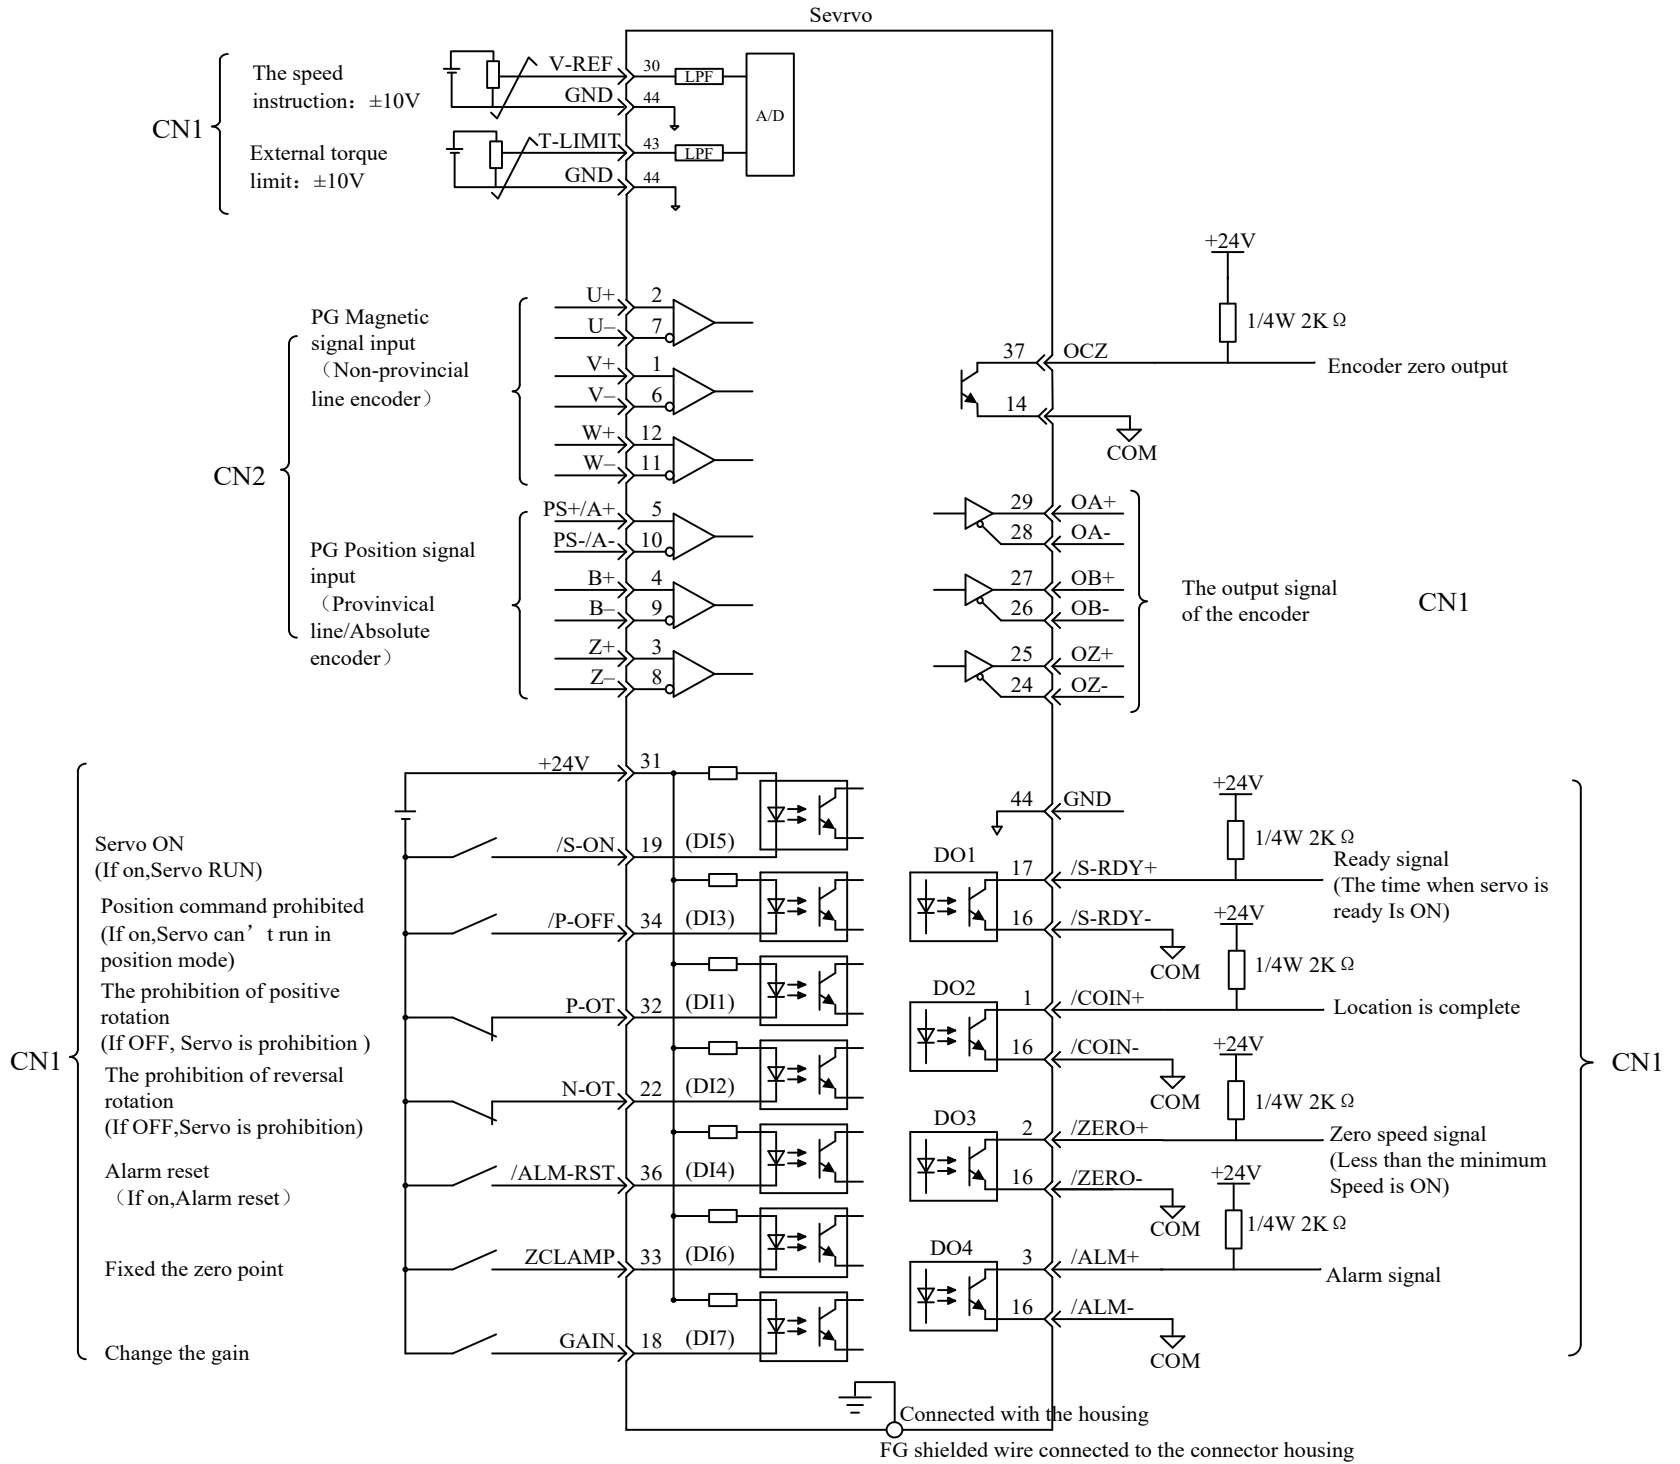 Sevrvo
CN1
The speed
instruction：±10V
External torque
limit：±10V
V-REF 30 LPF
GND 44
A/D
T-LIMIT 43 LPF
GND 44
CN2
PG Magnetic
signal input
（Non-provincial
line encoder）
U+ 2
U– 7
V+ 1
V– 6
W+ 12
W– 11
PG Position signal
input
（Provinvical
line/Absolute
encoder）
PS+/A+ 5
PS-/A- 10
B+ 4
B– 9
Z+ 3
Z– 8
+24V
1/4W 2KΩ
37 OCZ
Encoder zero output
14
COM
29 OA+
28 OA-
27 OB+
26 OB-
25 OZ+
24 OZ-
The output signal
of the encoder
CN1
CN1
+24V 31
Servo ON
(If on,Servo RUN)
/S-ON 19 (DI5)
Position command prohibited
(If on,Servo can’t run in
position mode)
/P-OFF 34 (DI3)
The prohibition of positive
rotation
(If OFF, Servo is prohibition )
P-OT 32 (DI1)
The prohibition of reversal
rotation
(If OFF,Servo is prohibition)
N-OT 22 (DI2)
Alarm reset
（If on,Alarm reset）
/ALM-RST 36 (DI4)
Fixed the zero point
ZCLAMP 33 (DI6)
Change the gain
GAIN 18 (DI7)
44 GND
+24V
1/4W 2KΩ
DO1
17 /S-RDY+
Ready signal
(The time when servo is
ready Is ON)
16 /S-RDY-
COM
+24V
1/4W 2KΩ
DO2
1 /COIN+
Location is complete
16 /COIN-
COM
+24V
1/4W 2KΩ
DO3
2 /ZERO+
Zero speed signal
(Less than the minimum
Speed is ON)
16 /ZERO-
COM
+24V
1/4W 2KΩ
DO4
3 /ALM+
Alarm signal
16 /ALM-
COM
CN1
Connected with the housing
FG shielded wire connected to the connector housing